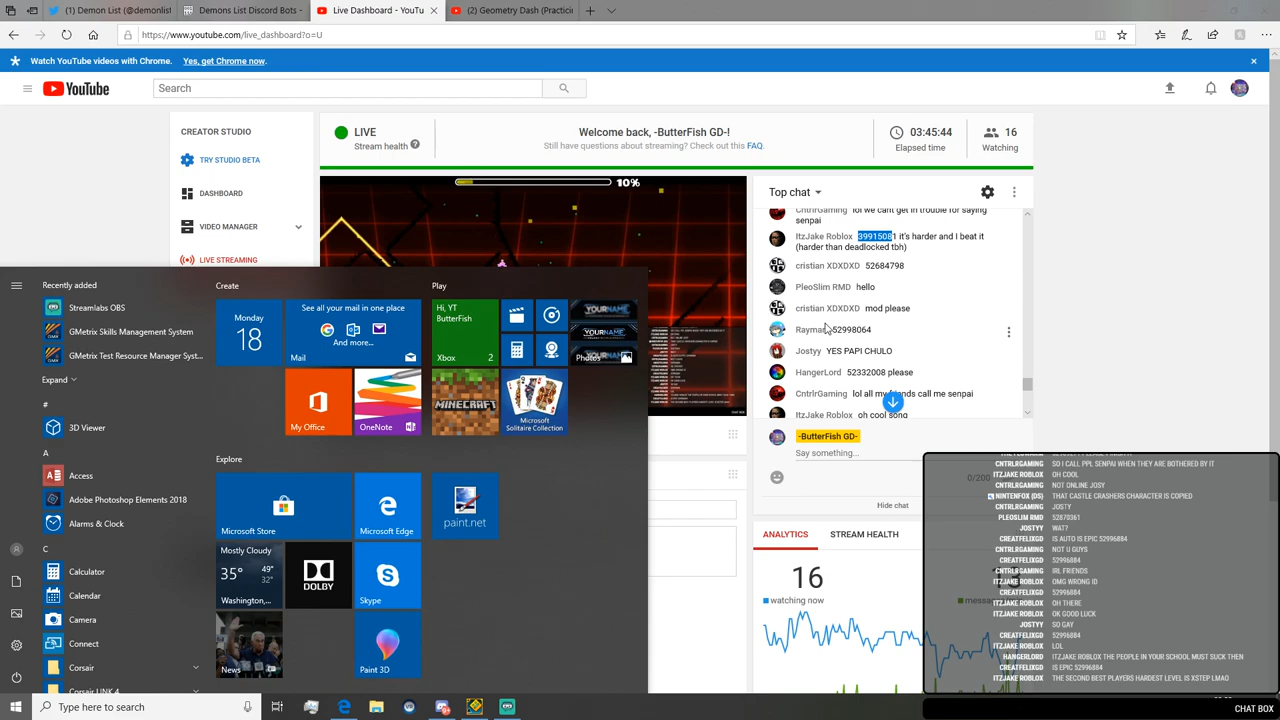 (1) Demon List (@demonlist
Demons List Discord Bots -
Live Dashboard - YouTu
(2) Geometry Dash (Practic
https://www.youtube.com/live_dashboard?o=U
Watch YouTube videos with Chrome. Yes, get Chrome now.
YouTube
Search
CREATOR STUDIO
TRY STUDIO BETA
DASHBOARD
VIDEO MANAGER
LIVE STREAMING
LIVE
Stream health
Welcome back, -ButterFish GD-!
Still have questions about streaming? Check out this FAQ.
03:45:44
Elapsed time
16
Watching
10%
Top chat
CntrlrGaming lol we cant get in trouble for saying
senpai
ItzJake Roblox 39915081 it's harder and I beat it
(harder than deadlocked tbh)
cristian XDXDXD 52684798
PleoSlim RMD hello
cristian XDXDXD mod please
Rayma 52998064
Jostyy YES PAPI CHULO
HangerLord 52332008 please
CntrlrGaming lol all my friends call me senpai
ItzJake Roblox oh cool song
-ButterFish GD-
Say something...
0/200
Hide chat
ANALYTICS
STREAM HEALTH
16
watching now
Recently added
Streamlabs OBS
GMetrix Skills Management System
GMetrix Test Resource Manager Syst...
Expand
#
3D Viewer
A
Access
Adobe Photoshop Elements 2018
Alarms & Clock
C
Calculator
Calendar
Camera
Connect
Corsair
Corsair LINK 4
Create
Monday
18
See all your mail in one place
And more...
Mail
My Office
OneNote
Play
Hi, YT
ButterFish
Xbox 2
YOURNAME
YOURNAME
Photos
MINECRAFT
Microsoft
Solitaire Collection
Explore
Microsoft Store
Microsoft Edge
paint.net
Mostly Cloudy
35° 49° 32°
Washington,...
DOLBY
Skype
News
Paint 3D
CNTRLRGAMING SO I CALL PPL SENPAI WHEN THEY ARE BOTHERED BY IT
ITZJAKE ROBLOX OH COOL
CNTRLRGAMING NOT ONLINE JOSY
NINTENFOX (DS) THAT CASTLE CRASHERS CHARACTER IS COPIED
CNTRLRGAMING JOSTY
PLEOSLIM RMD 52870361
JOSTYY WAT?
CREATFELIXGD IS AUTO IS EPIC 52996884
CNTRLRGAMING NOT U GUYS
CREATFELIXGD 52996884
CNTRLRGAMING IRL FRIENDS
ITZJAKE ROBLOX OMG WRONG ID
CREATFELIXGD 52996884
ITZJAKE ROBLOX OH THERE
ITZJAKE ROBLOX OK GOOD LUCK
JOSTYY SO GAY
CREATFELIXGD 52996884
ITZJAKE ROBLOX LOL
HANGERLORD ITZJAKE ROBLOX THE PEOPLE IN YOUR SCHOOL MUST SUCK THEN
CREATFELIXGD IS EPIC 52996884
ITZJAKE ROBLOX THE SECOND BEST PLAYERS HARDEST LEVEL IS XSTEP LMAO
CHAT BOX
Type here to search